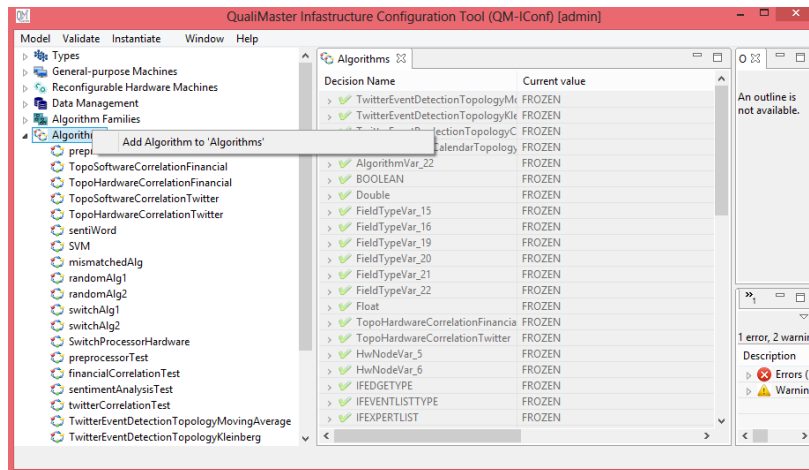 QualiMaster Infastructure Configuration Tool (QM-IConf) [admin]
Model Validate Instantiate Window Help
Types
General-purpose Machines
Reconfigurable Hardware Machines
Data Management
Algorithm Families
Add Algorithm to 'Algorithms'
TopoSoftwareCorrelationFinancial
TopoHardwareCorrelationFinancial
TopoSoftwareCorrelationTwitter
TopoHardwareCorrelationTwitter
sentiWord
SVM
mismatchedAlg
randomAlg1
randomAlg2
switchAlg1
switchAlg2
SwitchProcessorHardware
preprocessorTest
financialCorrelationTest
sentimentAnalysisTest
twitterCorrelationTest
TwitterEventDetectionTopologyMovingAverage
TwitterEventDetectionTopologyKleinberg
Algorithms
Decision Name Current value
TwitterEventDetectionTopologyMc FROZEN
TwitterEventDetectionTopologyKle FROZEN
FROZEN
CalendarTopology FROZEN
AlgorithmVar_22 FROZEN
BOOLEAN FROZEN
Double FROZEN
FieldTypeVar_15 FROZEN
FieldTypeVar_16 FROZEN
FieldTypeVar_19 FROZEN
FieldTypeVar_20 FROZEN
FieldTypeVar_21 FROZEN
FieldTypeVar_22 FROZEN
Float FROZEN
TopoHardwareCorrelationFinancia FROZEN
TopoHardwareCorrelationTwitter FROZEN
HwNodeVar_5 FROZEN
HwNodeVar_6 FROZEN
IFEDGETYPE FROZEN
IFEVENTLISTTYPE FROZEN
IFEXPERTLIST FROZEN
O
An outline is
not available.
1 error, 2 warnin
Description
Errors (
Warnin